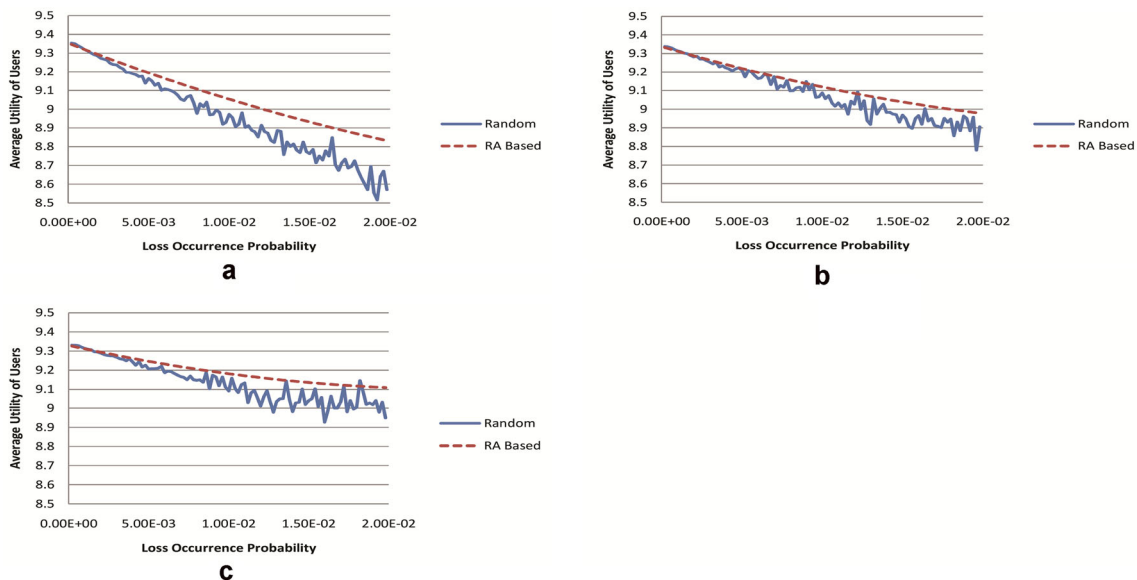 Average Utility of Users
9.5
9.4
9.3
9.2
9.1
9
8.9
8.8
8.7
8.6
8.5
0.00E+00 5.00E-03 1.00E-02 1.50E-02 2.00E-02
Loss Occurrence Probability
Random
RA Based
a
Average Utility of Users
9.5
9.4
9.3
9.2
9.1
9
8.9
8.8
8.7
8.6
8.5
0.00E+00 5.00E-03 1.00E-02 1.50E-02 2.00E-02
Loss Occurrence Probability
Random
RA Based
b
Average Utility of Users
9.5
9.4
9.3
9.2
9.1
9
8.9
8.8
8.7
8.6
8.5
0.00E+00 5.00E-03 1.00E-02 1.50E-02 2.00E-02
Loss Occurrence Probability
Random
RA Based
c